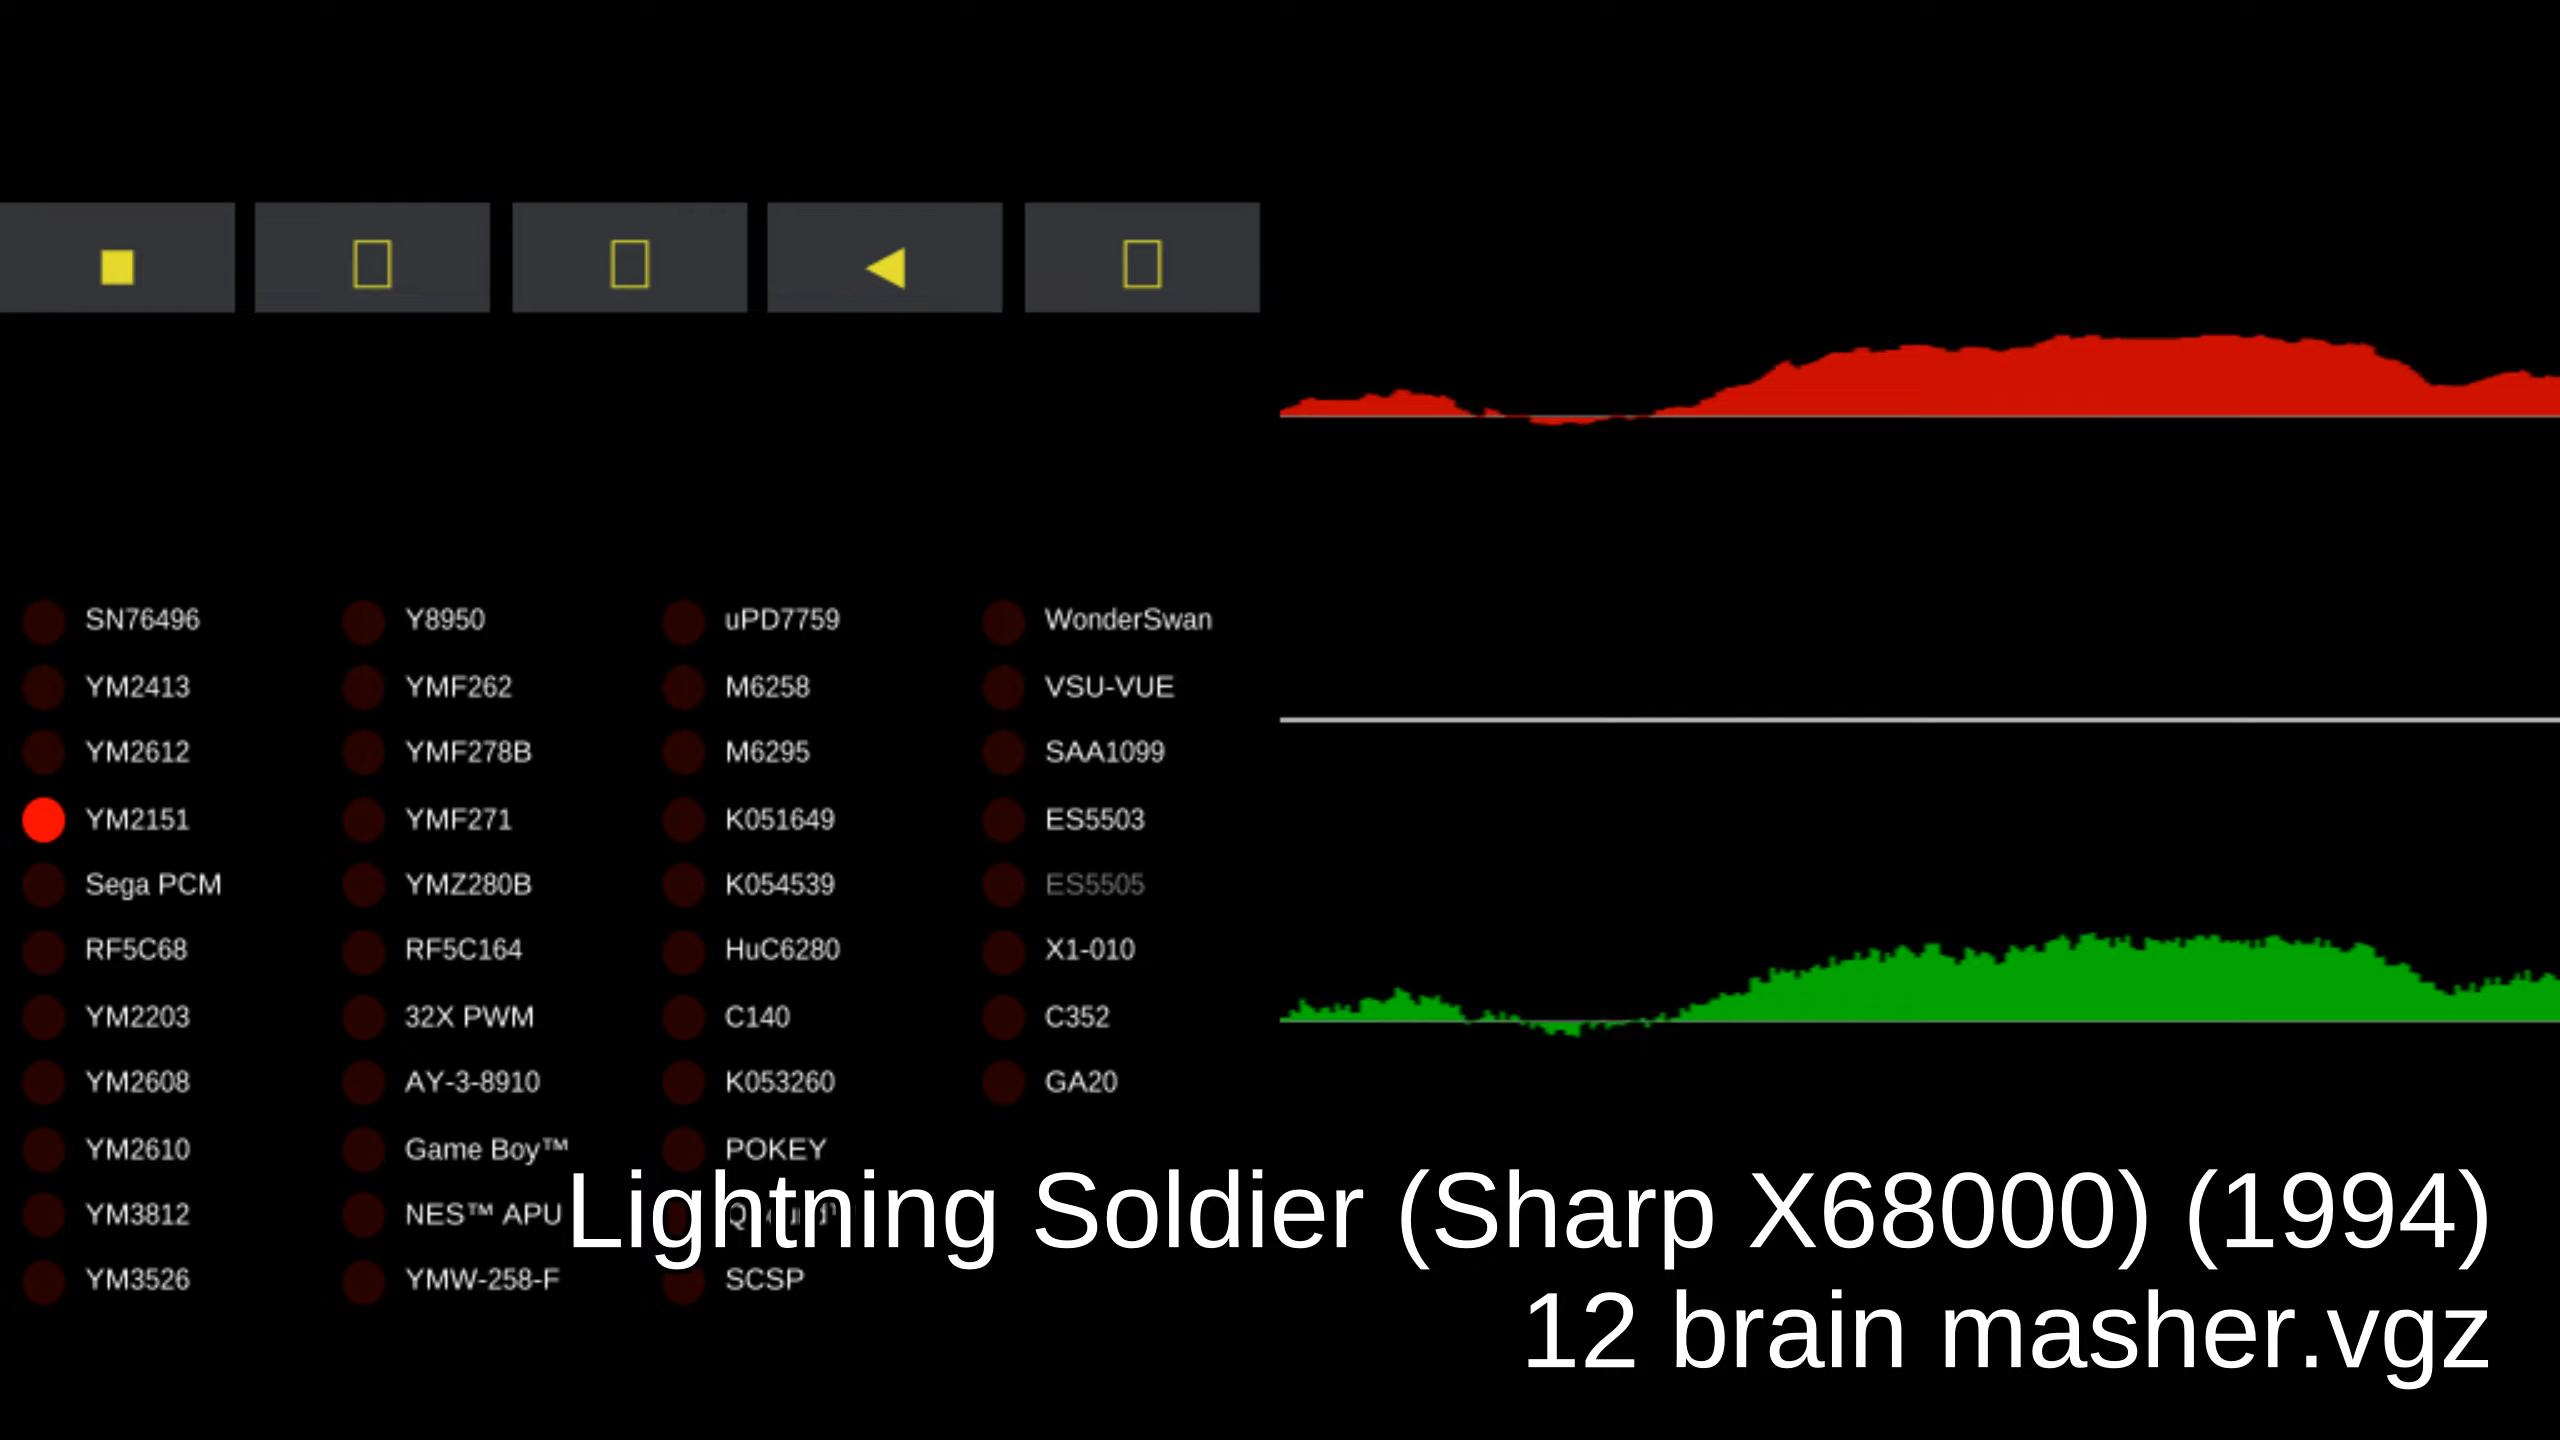 SN76496
YM2413
YM2612
YM2151
Sega PCM
RF5C68
YM2203
YM2608
YM2610
YM3812
YM3526
Y8950
YMF262
YMF278B
YMF271
YMZ280B
RF5C164
32X PWM
AY-3-8910
Game Boy™
NES™ APU
YMW-258-F
uPD7759
M6258
M6295
K051649
K054539
HuC6280
C140
K053260
POKEY
SCSP
WonderSwan
VSU-VUE
SAA1099
ES5503
ES5505
X1-010
C352
GA20
Lightning Soldier (Sharp X68000) (1994)
12 brain masher.vgz